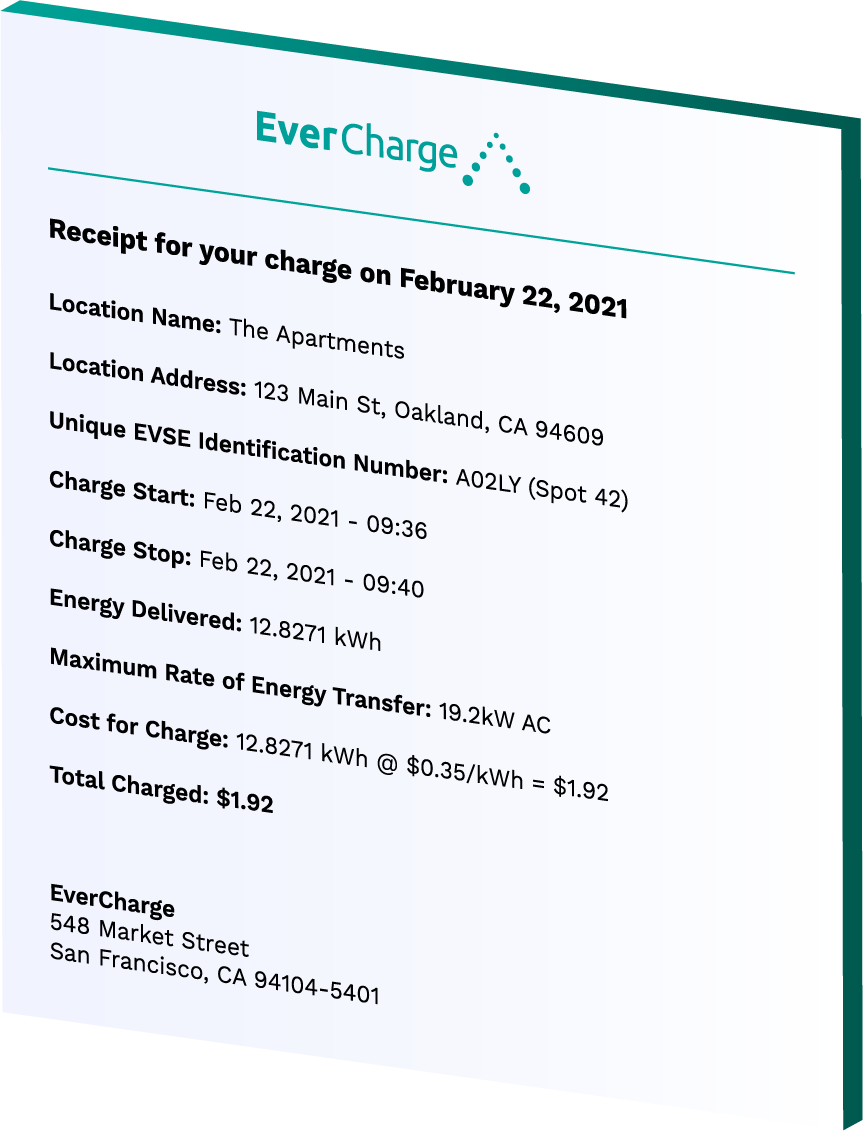 EverCharge
Receipt for your charge on February 22, 2021
Location Name: The Apartments
Location Address: 123 Main St, Oakland, CA 94609
Unique EVSE Identification Number: A02LY (Spot 42)
Charge Start: Feb 22, 2021 - 09:36
Charge Stop: Feb 22, 2021 - 09:40
Energy Delivered: 12.8271 kWh
Maximum Rate of Energy Transfer: 19.2kW AC
Cost for Charge: 12.8271 kWh @ $0.35/kWh = $1.92
Total Charged: $1.92
EverCharge
548 Market Street
San Francisco, CA 94104-5401